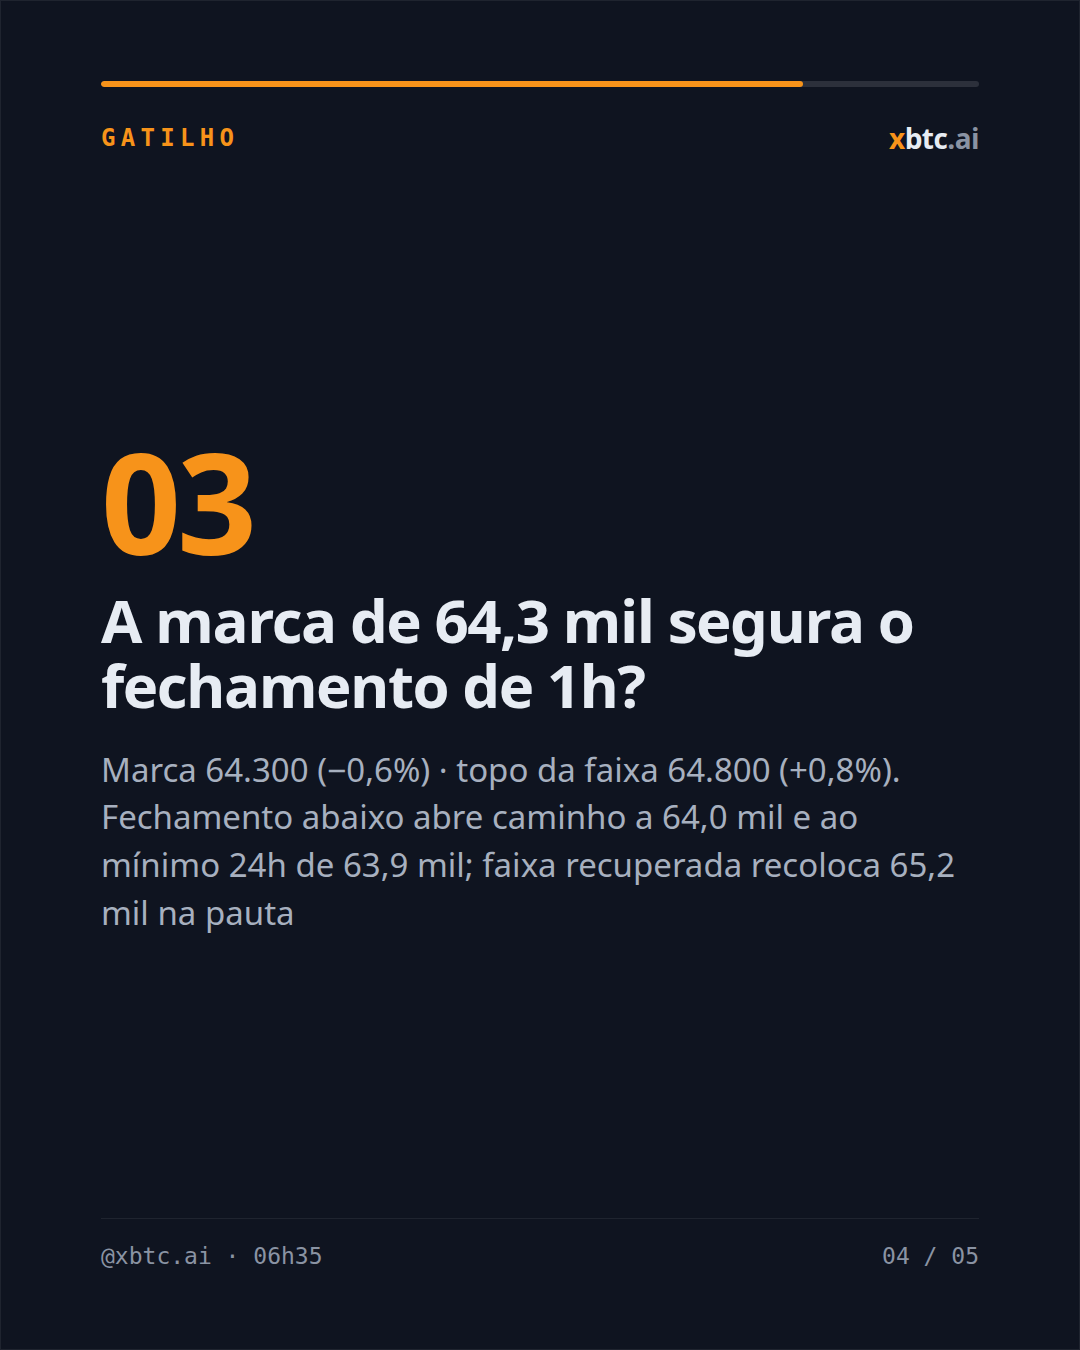 GATILHO
xbtc.ai
03
A marca de 64,3 mil segura o
fechamento de 1h?
Marca 64.300 (−0,6%) · topo da faixa 64.800 (+0,8%).
Fechamento abaixo abre caminho a 64,0 mil e ao
mínimo 24h de 63,9 mil; faixa recuperada recoloca 65,2
mil na pauta
@xbtc.ai · 06h35
04 / 05